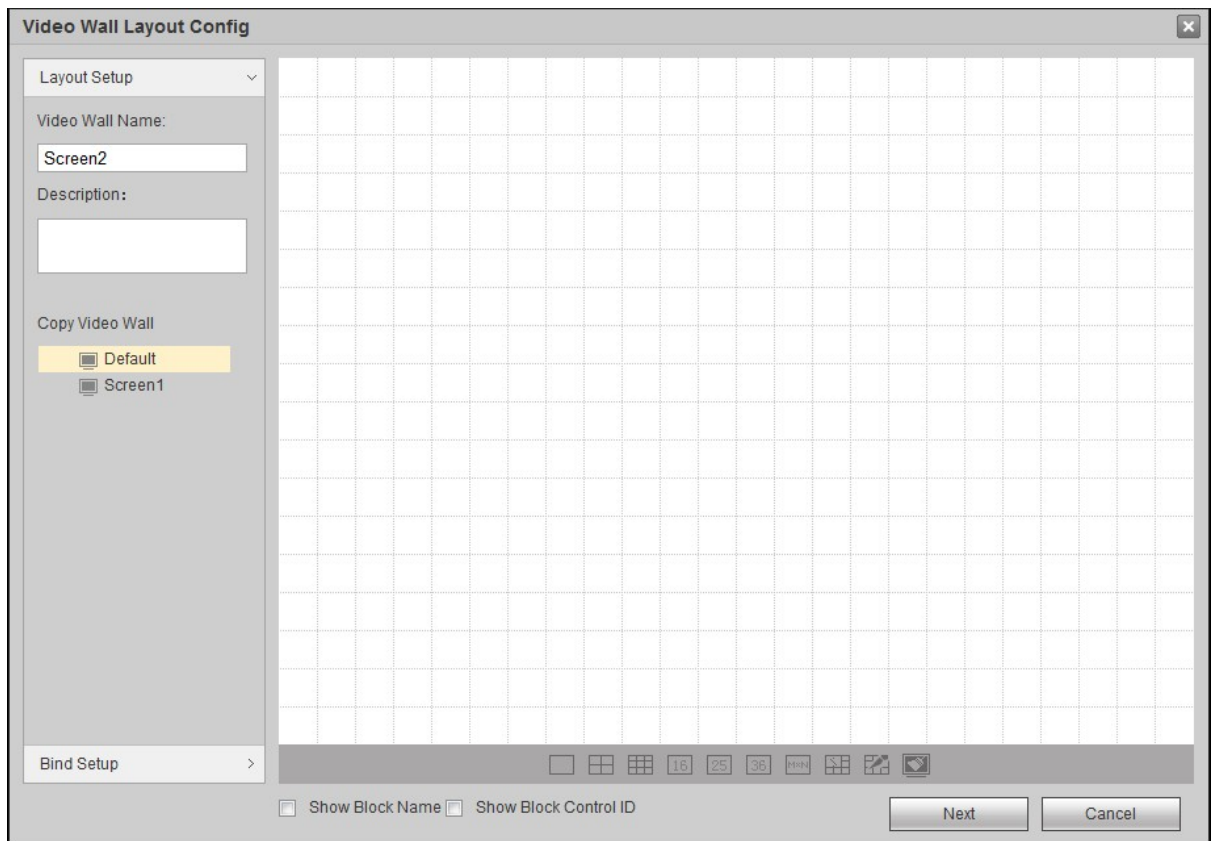 Video Wall Layout Config
Layout Setup
Video Wall Name:
Screen2
Description:
Copy Video Wall
Default
Screen1
Bind Setup
16 25 36 M*N
Show Block Name Show Block Control ID
Next Cancel